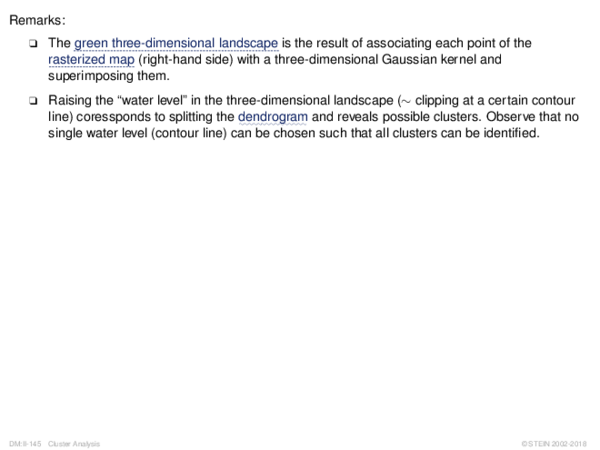 Remarks:
❑ The green three-dimensional landscape is the result of associating each point of the
rasterized map (right-hand side) with a three-dimensional Gaussian kernel and
superimposing them.
❑ Raising the “water level” in the three-dimensional landscape (∼ clipping at a certain contour
line) coresponds to splitting the dendrogram and reveals possible clusters. Observe that no
single water level (contour line) can be chosen such that all clusters can be identified.
DM:II-145 Cluster Analysis
© STEIN 2002-2018